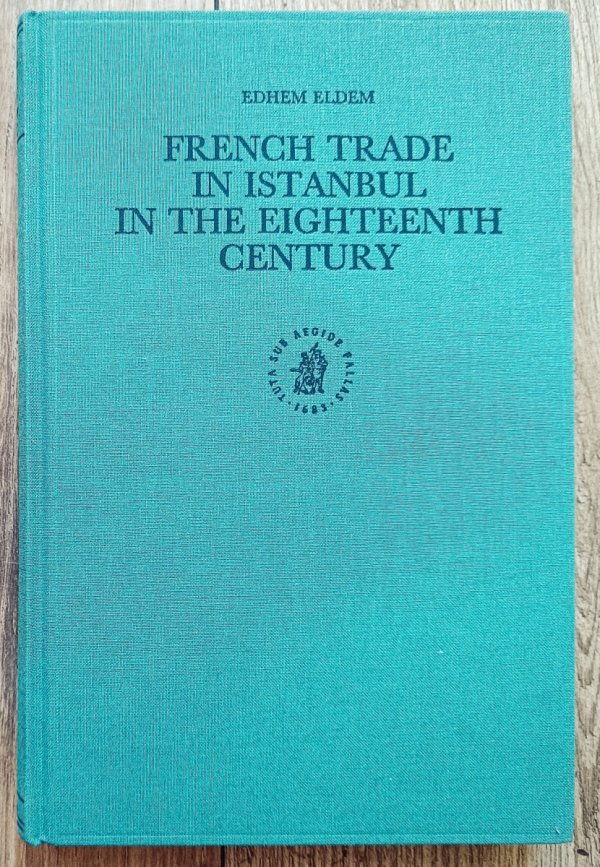 EDHEM ELDEM
FRENCH TRADE
IN ISTANBUL
IN THE EIGHTEENTH
CENTURY
TUTA SUB AEGIDE PALLAS · 1683 ·